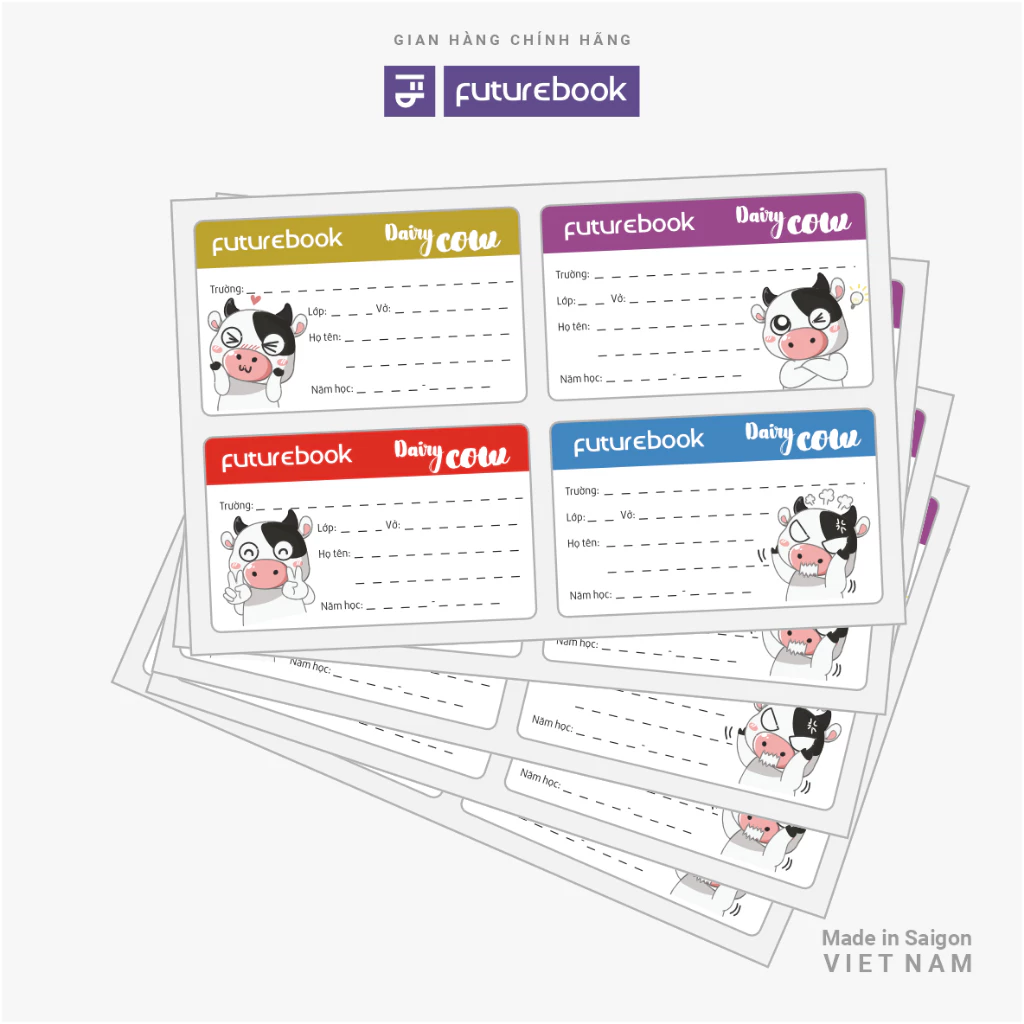 GIAN HÀNG CHÍNH HÃNG
futurebook
futurebook Dairy cow
Trường:
Lớp: Vở:
Họ tên:
Năm học: -
futurebook Dairy cow
Trường:
Lớp: Vở:
Họ tên:
Năm học: -
futurebook Dairy cow
Trường:
Lớp: Vở:
Họ tên:
Năm học: -
futurebook Dairy cow
Trường:
Lớp: Vở:
Họ tên:
Năm học: -
Năm học:
Năm học:
Năm học:
Năm học:
Made in Saigon
VIET NAM